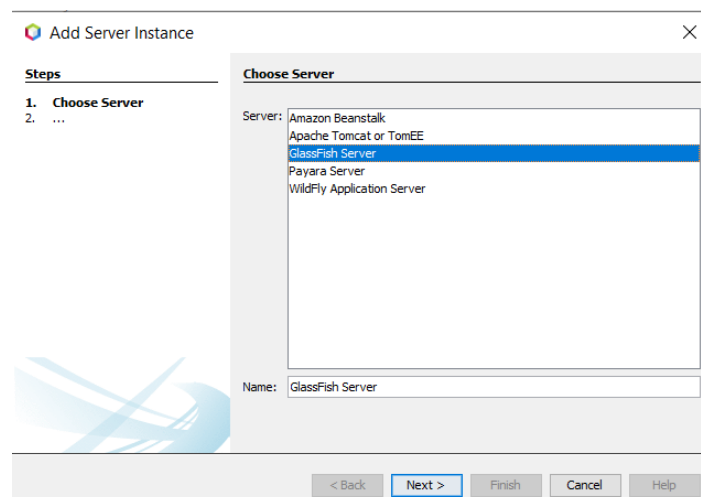 Add Server Instance
Steps
1. Choose Server
2. ...
Choose Server
Server:
Amazon Beanstalk
Apache Tomcat or TomEE
GlassFish Server
Payara Server
WildFly Application Server
Name: GlassFish Server
< Back Next > Finish Cancel Help